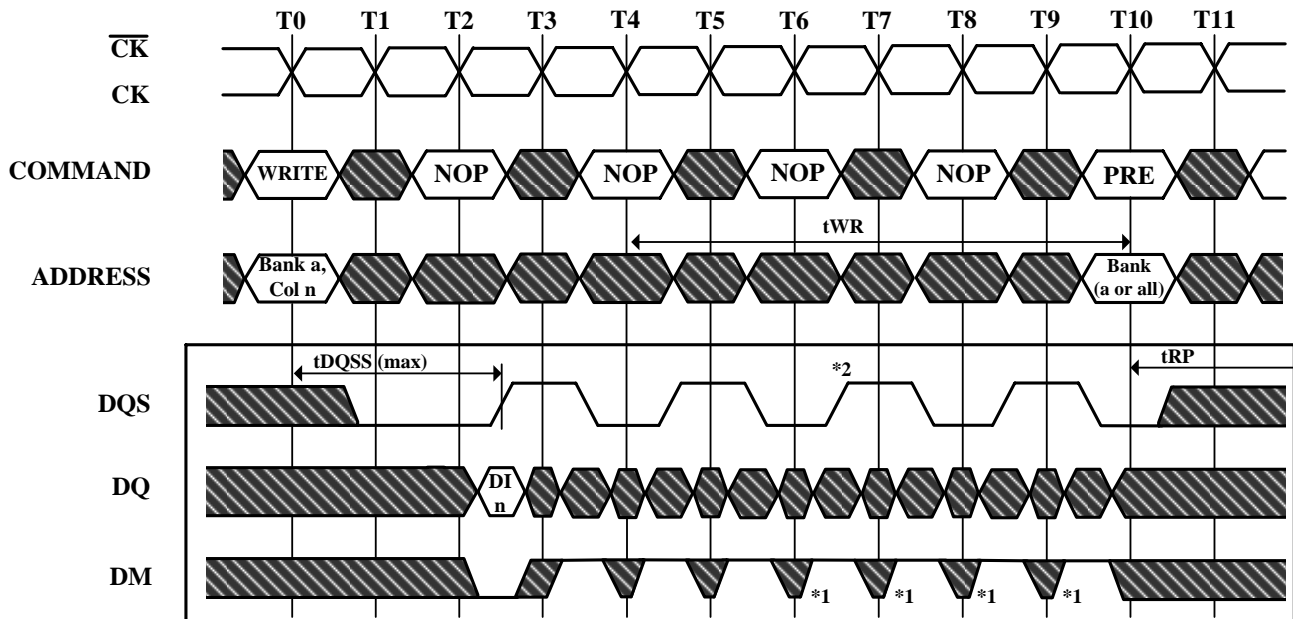 T0 T1 T2 T3 T4 T5 T6 T7 T8 T9 T10 T11
CK
CK
COMMAND WRITE NOP NOP NOP NOP PRE
tWR
ADDRESS Bank a, Col n Bank (a or all)
tDQSS (max) *2 tRP
DQS
DQ DI n
DM *1 *1 *1 *1